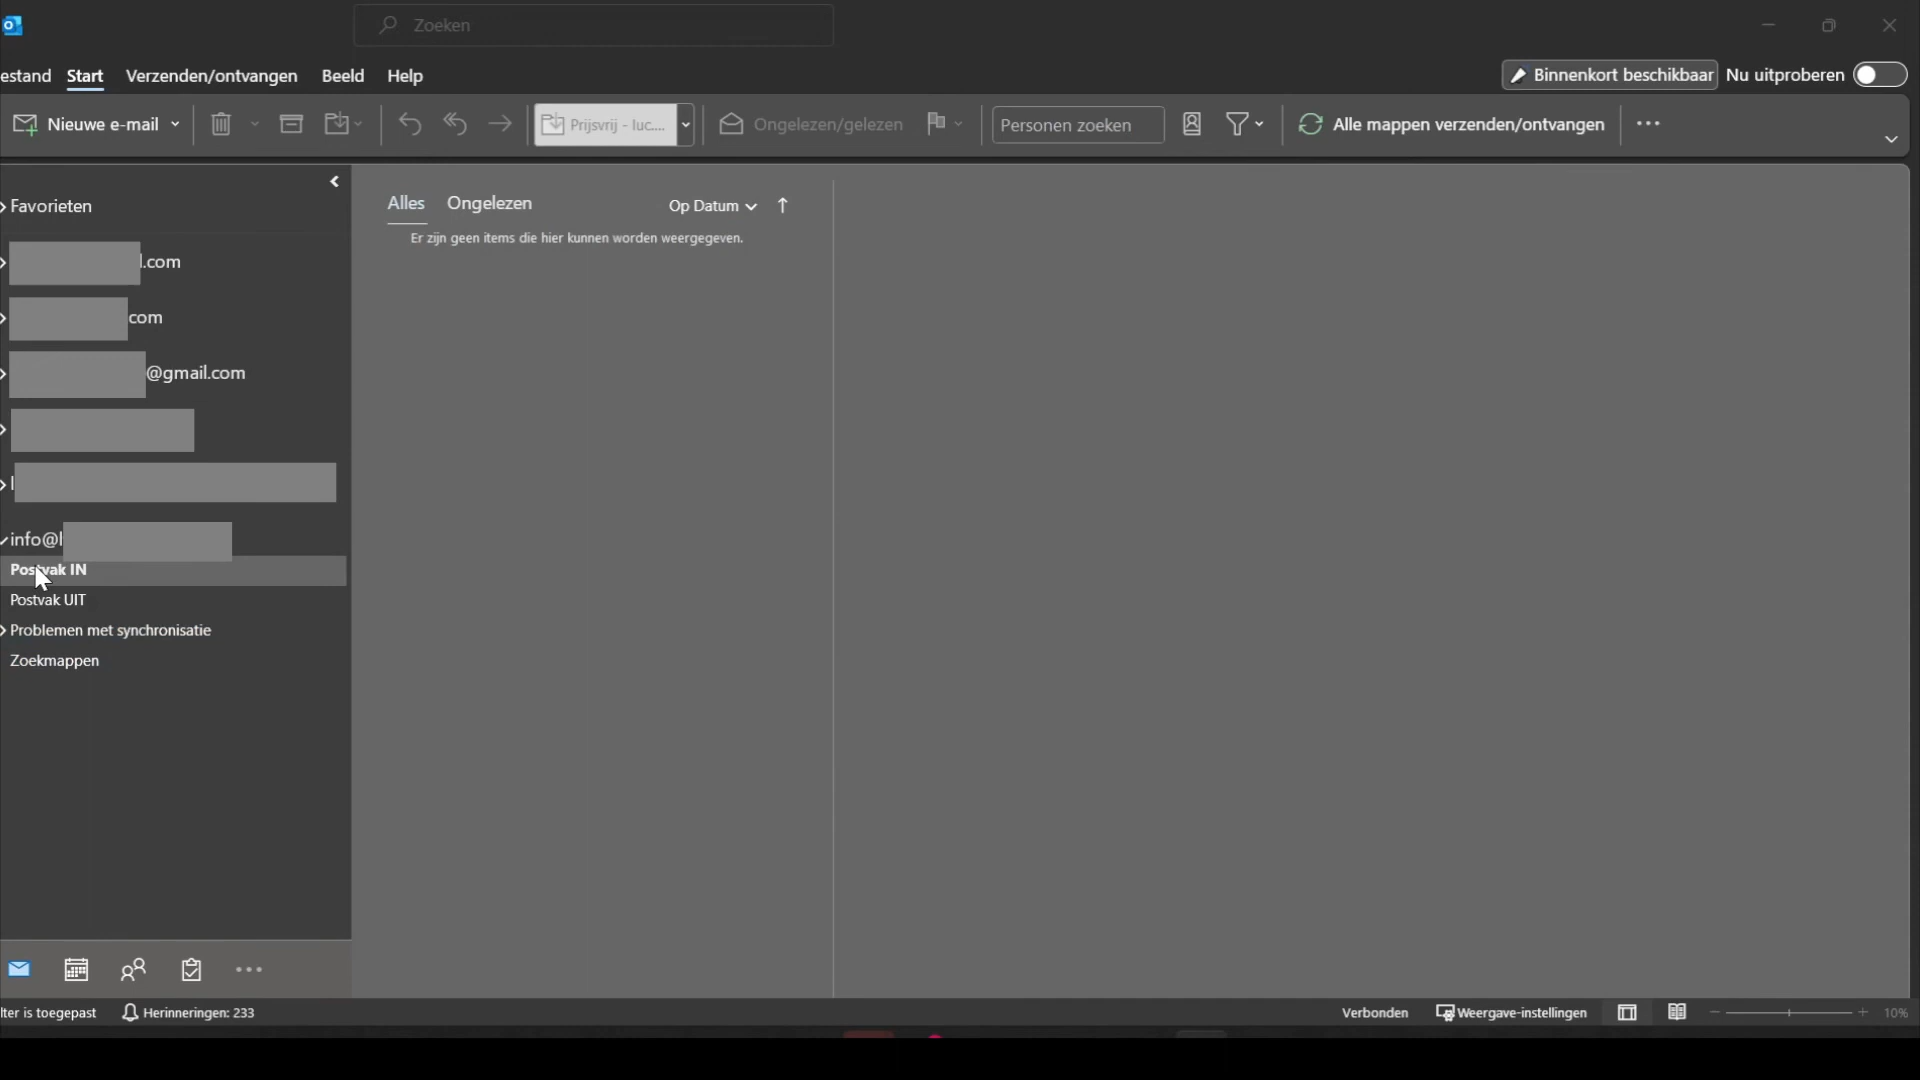 Zoeken
estand Start Verzenden/ontvangen Beeld Help Binnenkort beschikbaar Nu uitproberen
Nieuwe e-mail Prijsvrij - luc.... Ongelezen/gelezen Personen zoeken Alle mappen verzenden/ontvangen
Favorieten
Alles Ongelezen Op Datum
Er zijn geen items die hier kunnen worden weergegeven.
l.com
com
@gmail.com
info@l
Postvak IN
Postvak UIT
Problemen met synchronisatie
Zoekmappen
lter is toegepast Herinneringen: 233 Verbonden Weergave-instellingen 10%